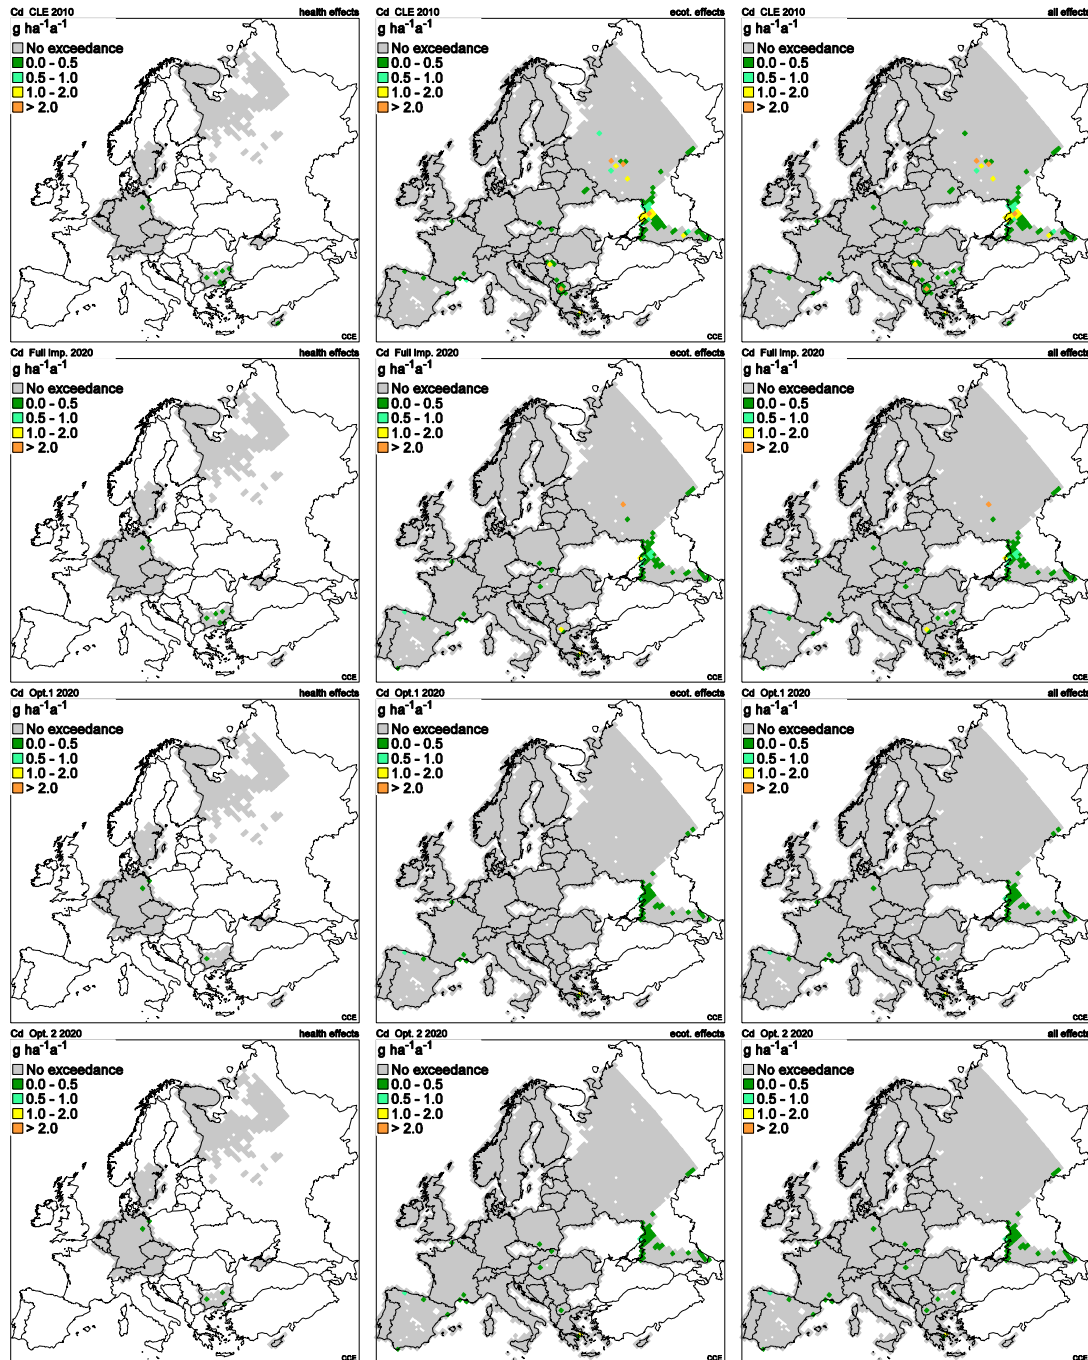 Cd CLE 2010 health effects
g ha⁻¹a⁻¹
No exceedance
0.0 - 0.5
0.5 - 1.0
1.0 - 2.0
> 2.0
CCE
Cd CLE 2010 ecot. effects
g ha⁻¹a⁻¹
No exceedance
0.0 - 0.5
0.5 - 1.0
1.0 - 2.0
> 2.0
CCE
Cd CLE 2010 all effects
g ha⁻¹a⁻¹
No exceedance
0.0 - 0.5
0.5 - 1.0
1.0 - 2.0
> 2.0
Cd Full Imp. 2020 health effects
g ha⁻¹a⁻¹
No exceedance
0.0 - 0.5
0.5 - 1.0
1.0 - 2.0
> 2.0
CCE
Cd Full Imp. 2020 ecot. effects
g ha⁻¹a⁻¹
No exceedance
0.0 - 0.5
0.5 - 1.0
1.0 - 2.0
> 2.0
CCE
Cd Full Imp. 2020 all effects
g ha⁻¹a⁻¹
No exceedance
0.0 - 0.5
0.5 - 1.0
1.0 - 2.0
> 2.0
Cd Opt.1 2020 health effects
g ha⁻¹a⁻¹
No exceedance
0.0 - 0.5
0.5 - 1.0
1.0 - 2.0
> 2.0
CCE
Cd Opt.1 2020 ecot. effects
g ha⁻¹a⁻¹
No exceedance
0.0 - 0.5
0.5 - 1.0
1.0 - 2.0
> 2.0
CCE
Cd Opt.1 2020 all effects
g ha⁻¹a⁻¹
No exceedance
0.0 - 0.5
0.5 - 1.0
1.0 - 2.0
> 2.0
Cd Opt. 2 2020 health effects
g ha⁻¹a⁻¹
No exceedance
0.0 - 0.5
0.5 - 1.0
1.0 - 2.0
> 2.0
CCE
Cd Opt. 2 2020 ecot. effects
g ha⁻¹a⁻¹
No exceedance
0.0 - 0.5
0.5 - 1.0
1.0 - 2.0
> 2.0
CCE
Cd Opt. 2 2020 all effects
g ha⁻¹a⁻¹
No exceedance
0.0 - 0.5
0.5 - 1.0
1.0 - 2.0
> 2.0